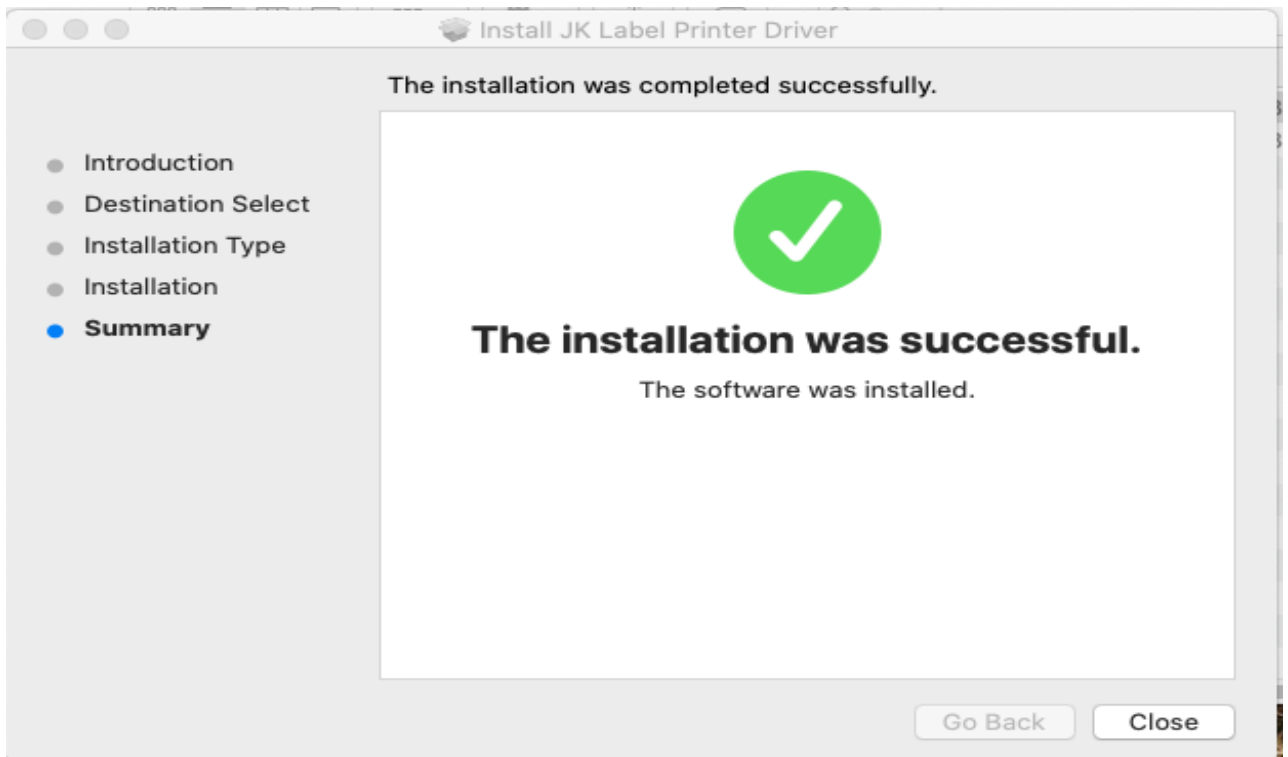 Install JK Label Printer Driver
The installation was completed successfully.
Introduction
Destination Select
Installation Type
Installation
Summary
The installation was successful.
The software was installed.
Go Back
Close